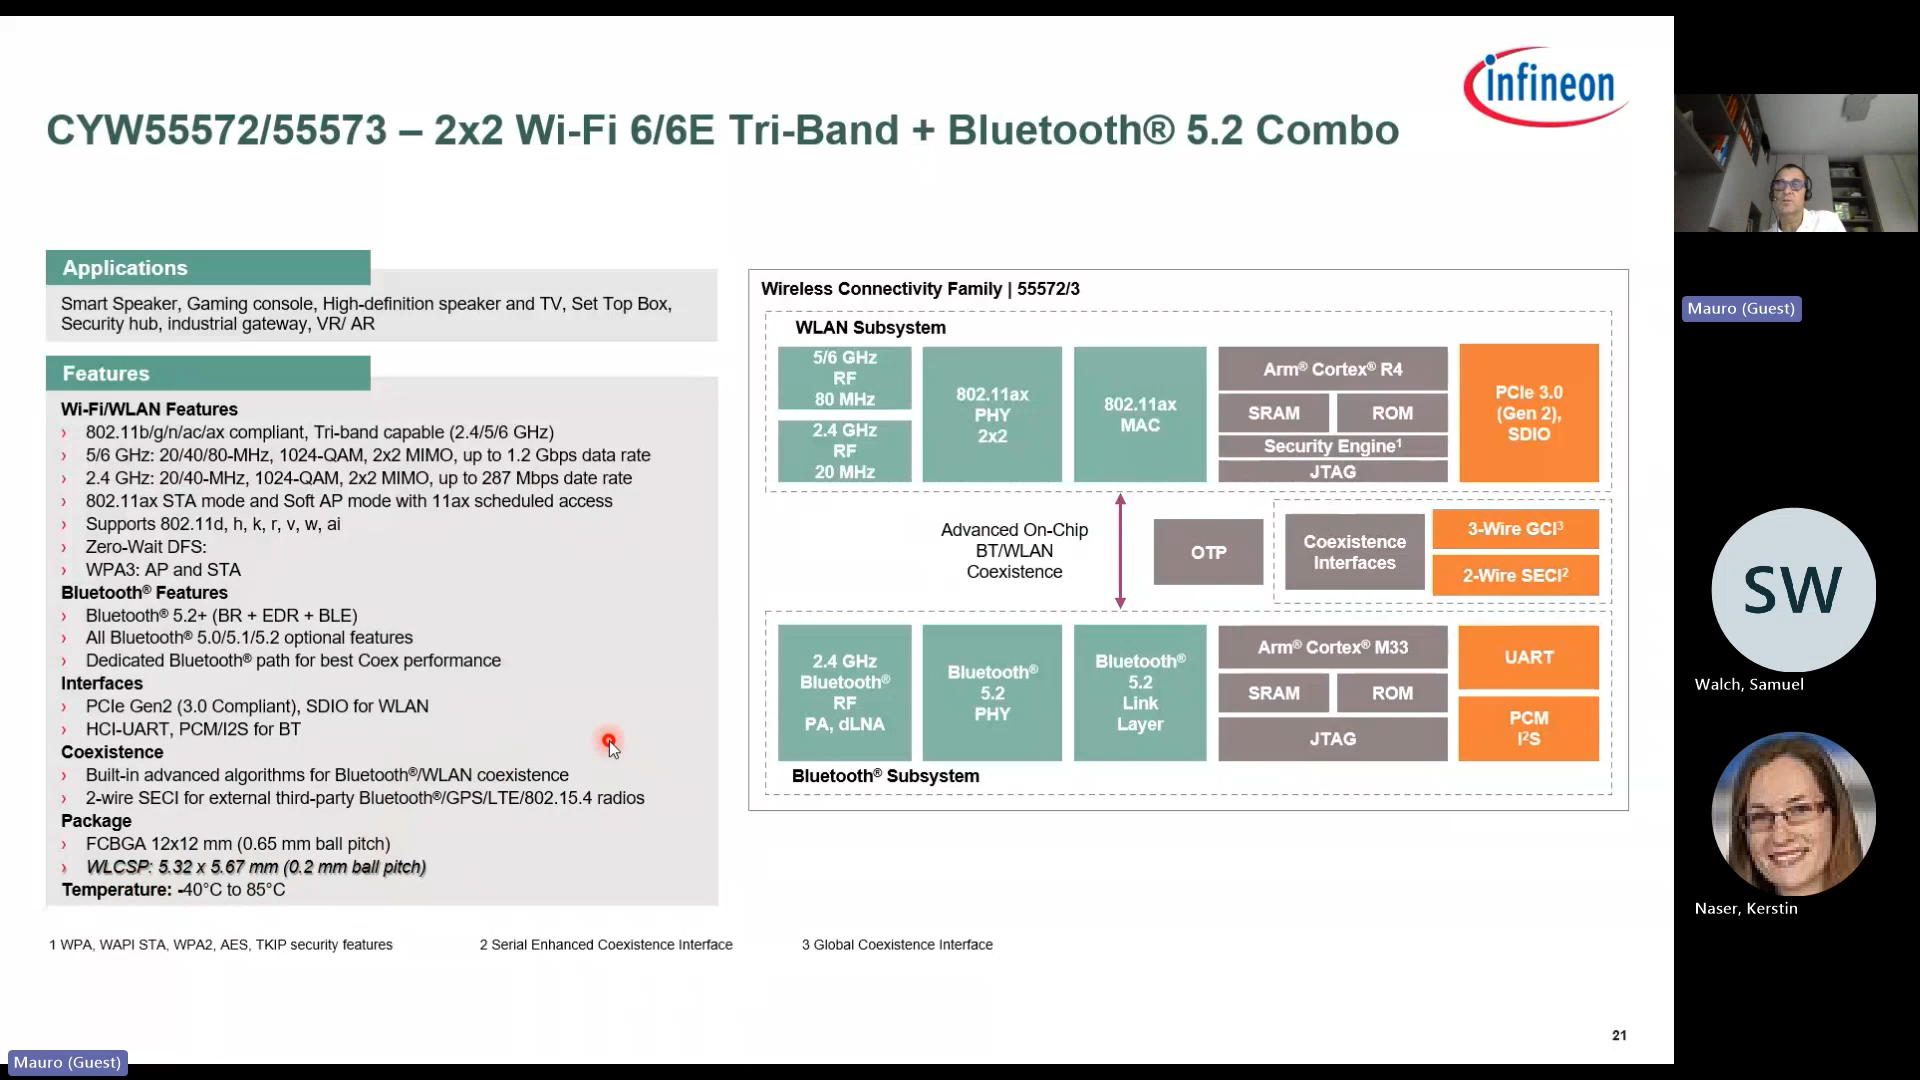 infineon
CYW55572/55573 – 2x2 Wi-Fi 6/6E Tri-Band + Bluetooth® 5.2 Combo
Applications
Smart Speaker, Gaming console, High-definition speaker and TV, Set Top Box,
Security hub, industrial gateway, VR/ AR
Features
Wi-Fi/WLAN Features
› 802.11b/g/n/ac/ax compliant, Tri-band capable (2.4/5/6 GHz)
› 5/6 GHz: 20/40/80-MHz, 1024-QAM, 2x2 MIMO, up to 1.2 Gbps data rate
› 2.4 GHz: 20/40-MHz, 1024-QAM, 2x2 MIMO, up to 287 Mbps date rate
› 802.11ax STA mode and Soft AP mode with 11ax scheduled access
› Supports 802.11d, h, k, r, v, w, ai
› Zero-Wait DFS:
› WPA3: AP and STA
Bluetooth® Features
› Bluetooth® 5.2+ (BR + EDR + BLE)
› All Bluetooth® 5.0/5.1/5.2 optional features
› Dedicated Bluetooth® path for best Coex performance
Interfaces
› PCIe Gen2 (3.0 Compliant), SDIO for WLAN
› HCI-UART, PCM/I2S for BT
Coexistence
› Built-in advanced algorithms for Bluetooth®/WLAN coexistence
› 2-wire SECI for external third-party Bluetooth®/GPS/LTE/802.15.4 radios
Package
› FCBGA 12x12 mm (0.65 mm ball pitch)
› WLCSP: 5.32 x 5.67 mm (0.2 mm ball pitch)
Temperature: -40°C to 85°C
Wireless Connectivity Family | 55572/3
WLAN Subsystem
5/6 GHz
RF
80 MHz
2.4 GHz
RF
20 MHz
802.11ax
PHY
2x2
802.11ax
MAC
Arm® Cortex® R4
SRAM
ROM
Security Engine¹
JTAG
PCIe 3.0
(Gen 2),
SDIO
Advanced On-Chip
BT/WLAN
Coexistence
OTP
Coexistence
Interfaces
3-Wire GCI³
2-Wire SECI²
2.4 GHz
Bluetooth®
RF
PA, dLNA
Bluetooth®
5.2
PHY
Bluetooth®
5.2
Link
Layer
Arm® Cortex® M33
SRAM
ROM
JTAG
UART
PCM
I²S
Bluetooth® Subsystem
1 WPA, WAPI STA, WPA2, AES, TKIP security features
2 Serial Enhanced Coexistence Interface
3 Global Coexistence Interface
21
Mauro (Guest)
Mauro (Guest)
SW
Walch, Samuel
Naser, Kerstin